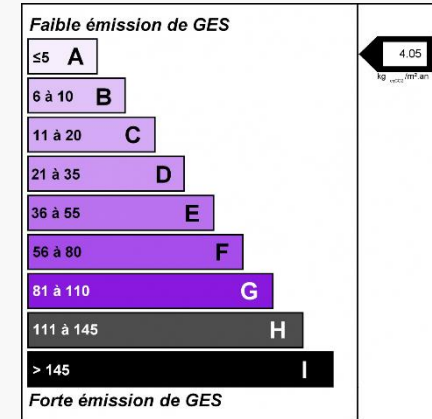 Faible émission de GES
≤5 A
4.05
6 à 10 B
kg /m².an
11 à 20 C
21 à 35 D
36 à 55 E
56 à 80 F
81 à 110 G
111 à 145 H
> 145 I
Forte émission de GES